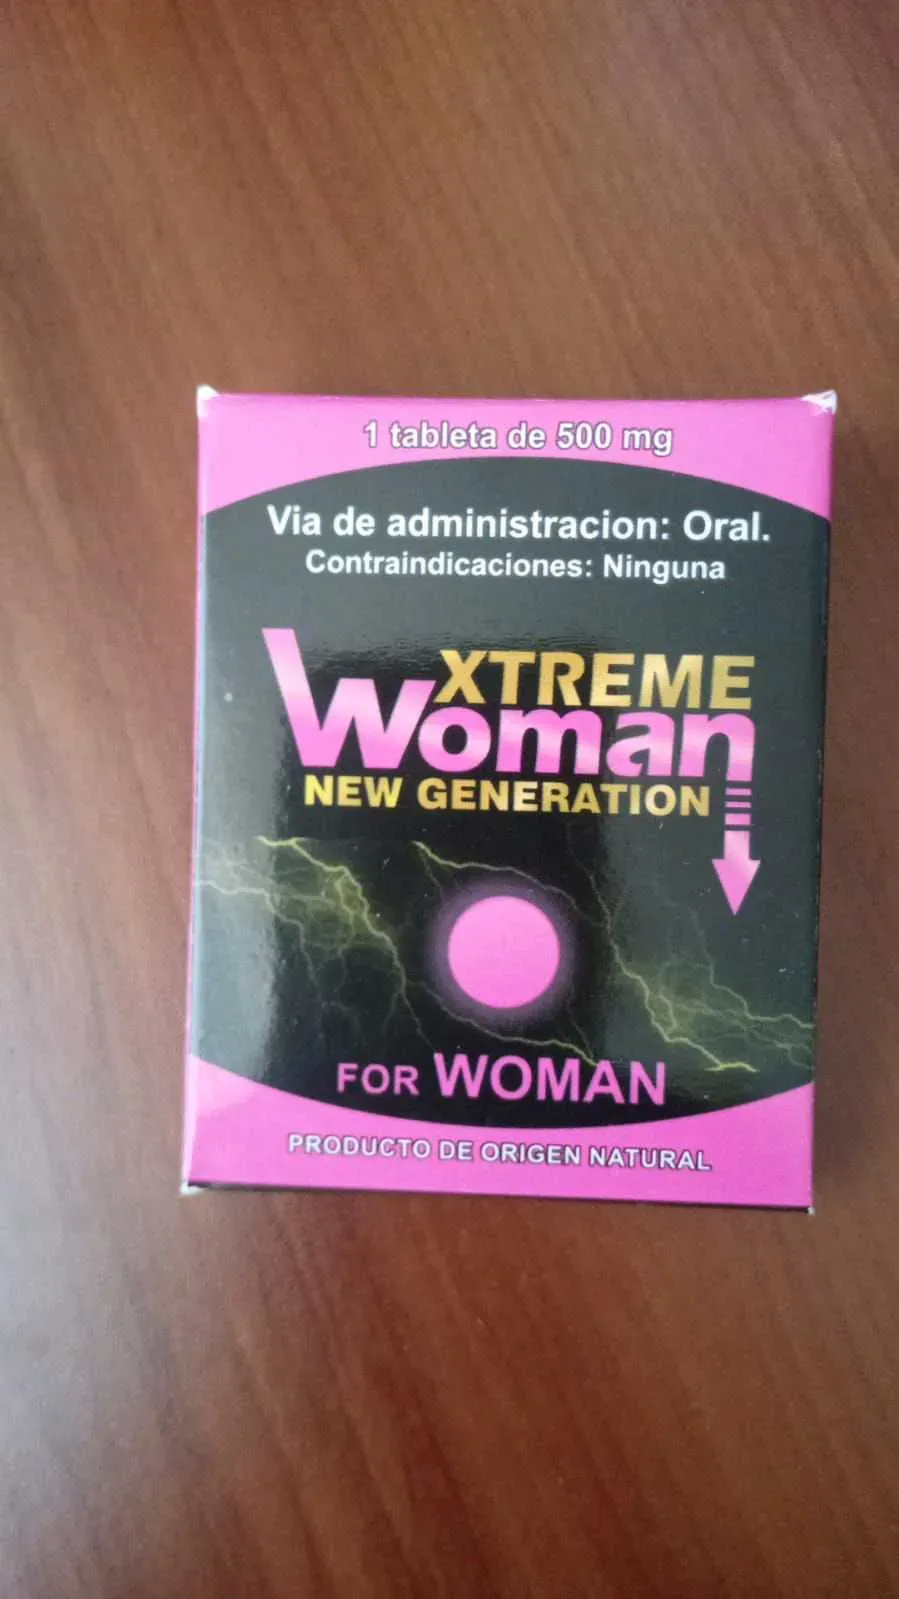 1 tableta de 500 mg
Via de administracion: Oral.
Contraindicaciones: Ninguna
XTREME
Woman
NEW GENERATION
FOR WOMAN
PRODUCTO DE ORIGEN NATURAL